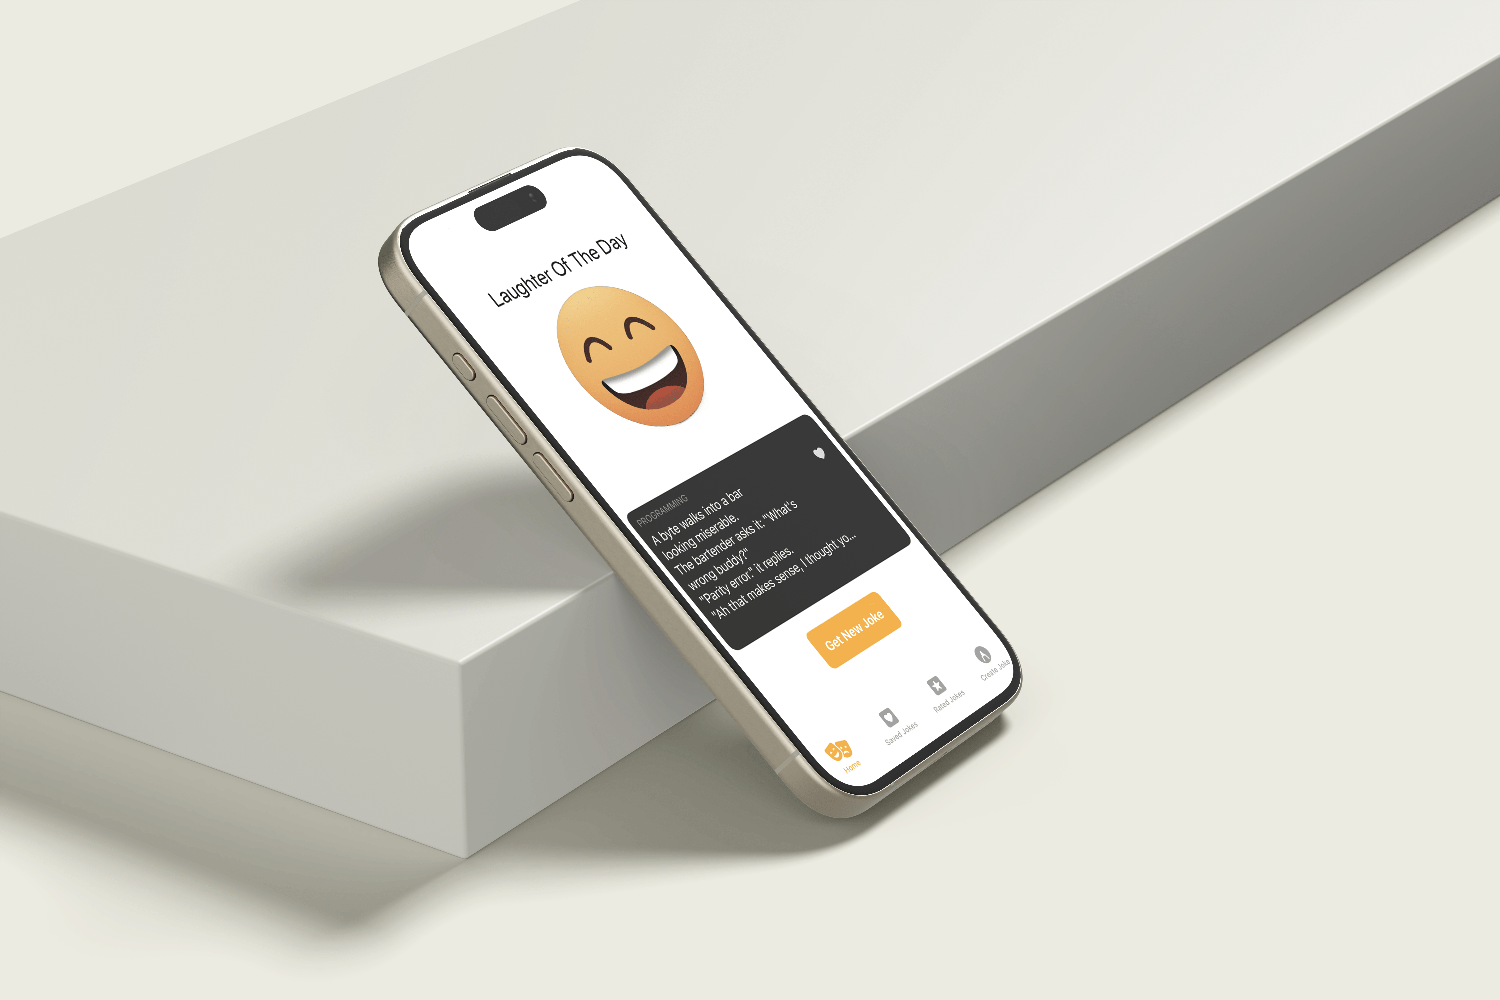 Laughter Of The Day
PROGRAMMING
A byte walks into a bar
looking miserable.
The bartender asks it: "What's
wrong buddy?"
"Parity error." it replies.
"Ah that makes sense, I thought yo...
Get New Joke
Home
Saved Jokes
Rated Jokes
Create Joke